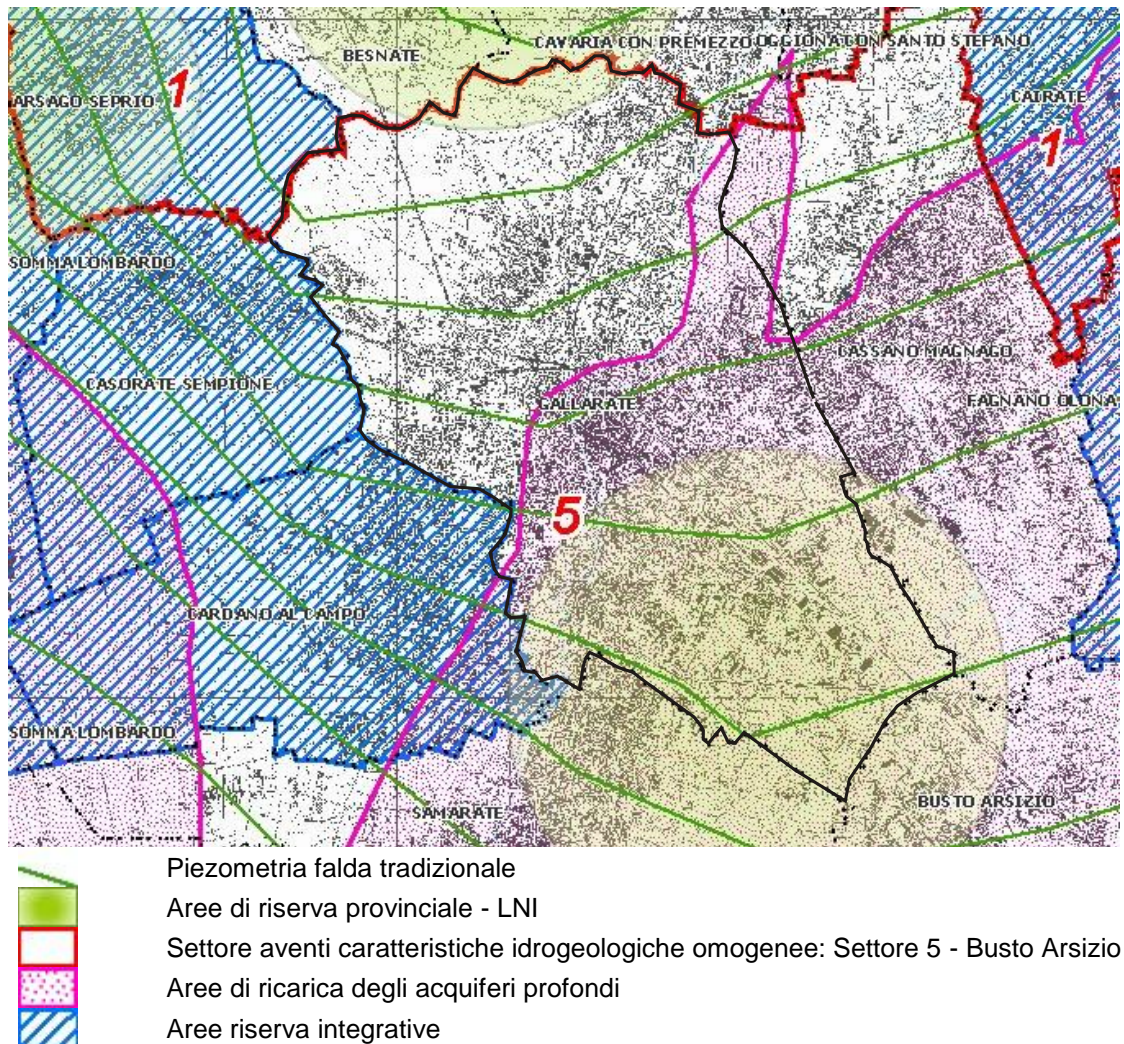 BESNATE
CAVARIA CON PREMEZZO
OGGIONA CON SANTO STEFANO
ARSAGO SEPRIO
1
CAIRATE
1
SOMMA LOMBARDO
CASORATE SEMPIONE
CASSANO MAGNAGO
GALLARATE
FAGNANO OLONA
5
CARDANO AL CAMPO
SOMMA LOMBARDO
SAMARATE
BUSTO ARSIZIO
Piezometria falda tradizionale
Aree di riserva provinciale - LNI
Settore aventi caratteristiche idrogeologiche omogenee: Settore 5 - Busto Arsizio
Aree di ricarica degli acquiferi profondi
Aree riserva integrative